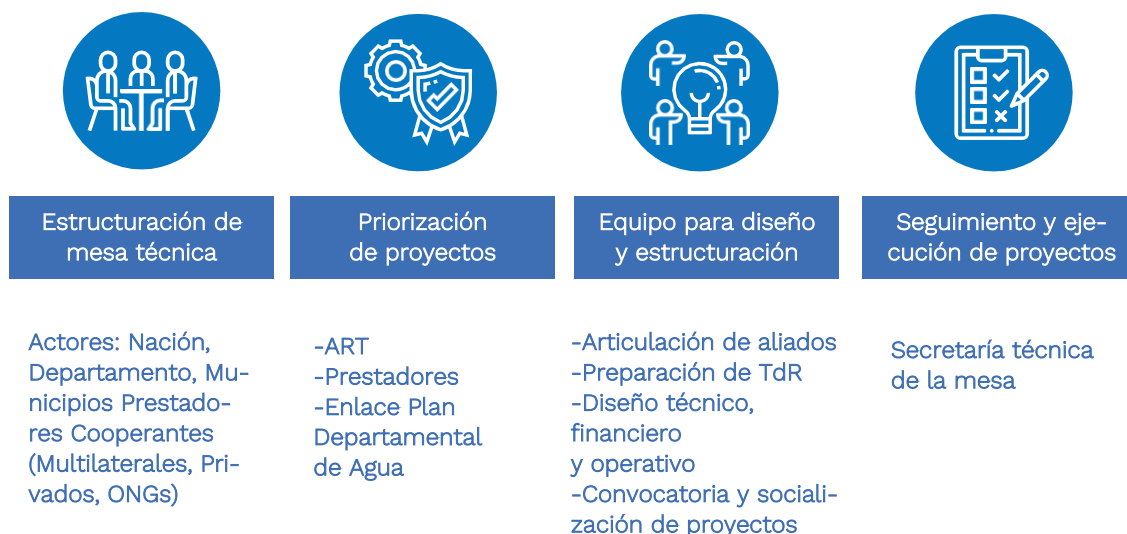 Estructuración de
mesa técnica
Actores: Nación,
Departamento, Mu-
nicipios Prestado-
res Cooperantes
(Multilaterales, Pri-
vados, ONGs)
Priorización
de proyectos
-ART
-Prestadores
-Enlace Plan
Departamental
de Agua
Equipo para diseño
y estructuración
-Articulación de aliados
-Preparación de TdR
-Diseño técnico,
financiero
y operativo
-Convocatoria y sociali-
zación de proyectos
Seguimiento y eje-
cución de proyectos
Secretaría técnica
de la mesa